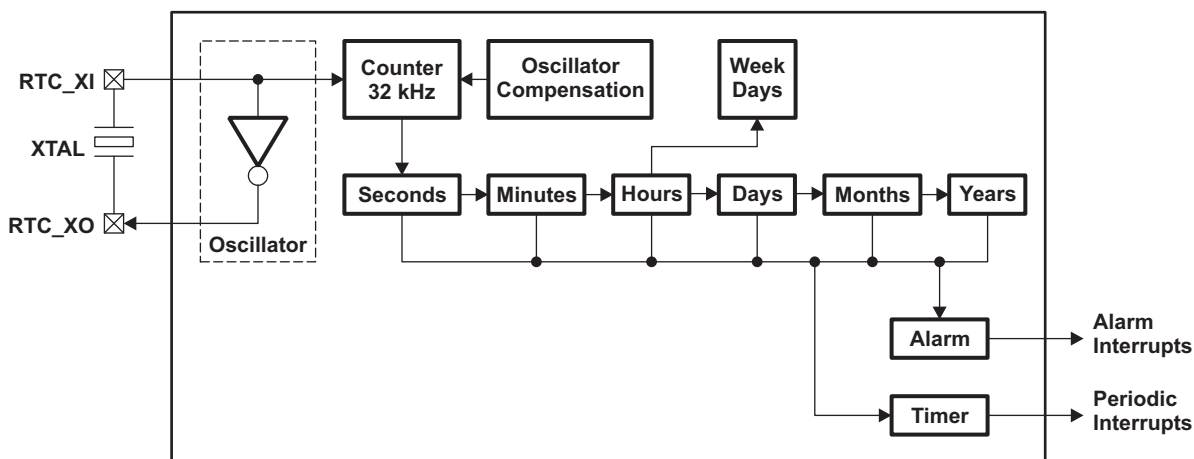 RTC_XI
XTAL
RTC_XO
Oscillator
Counter
32 kHz
Oscillator
Compensation
Week
Days
Seconds
Minutes
Hours
Days
Months
Years
Alarm
Alarm
Interrupts
Timer
Periodic
Interrupts